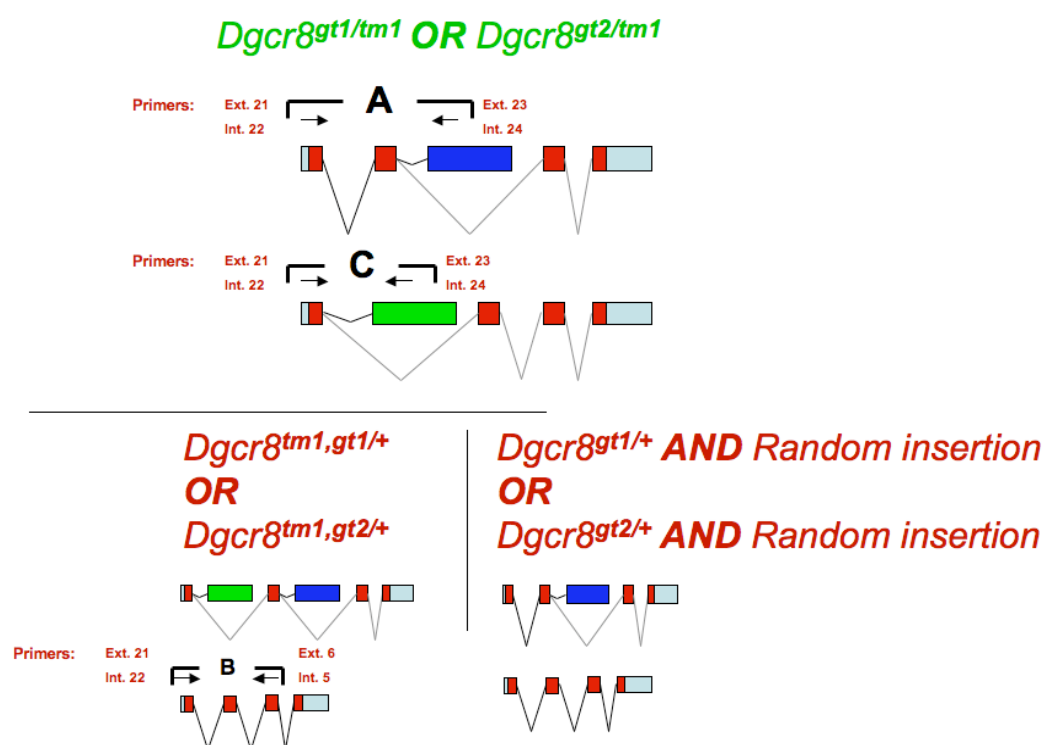 Dgcr8gt1/tm1 OR Dgcr8gt2/tm1
Primers: Ext. 21 A Ext. 23
Int. 22 Int. 24
Primers: Ext. 21 C Ext. 23
Int. 22 Int. 24
Dgcr8tm1,gt1/+
OR
Dgcr8tm1,gt2/+
Dgcr8gt1/+ AND Random insertion
OR
Dgcr8gt2/+ AND Random insertion
Primers: Ext. 21 B Ext. 6
Int. 22 Int. 5